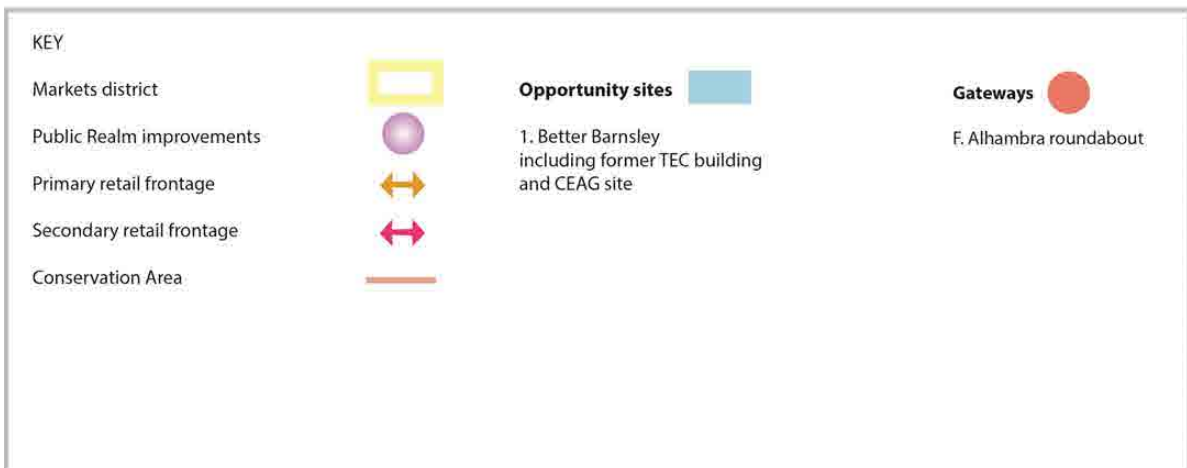 KEY
Markets district
Public Realm improvements
Primary retail frontage
Secondary retail frontage
Conservation Area
Opportunity sites
1. Better Barnsley
including former TEC building
and CEAG site
Gateways
F. Alhambra roundabout